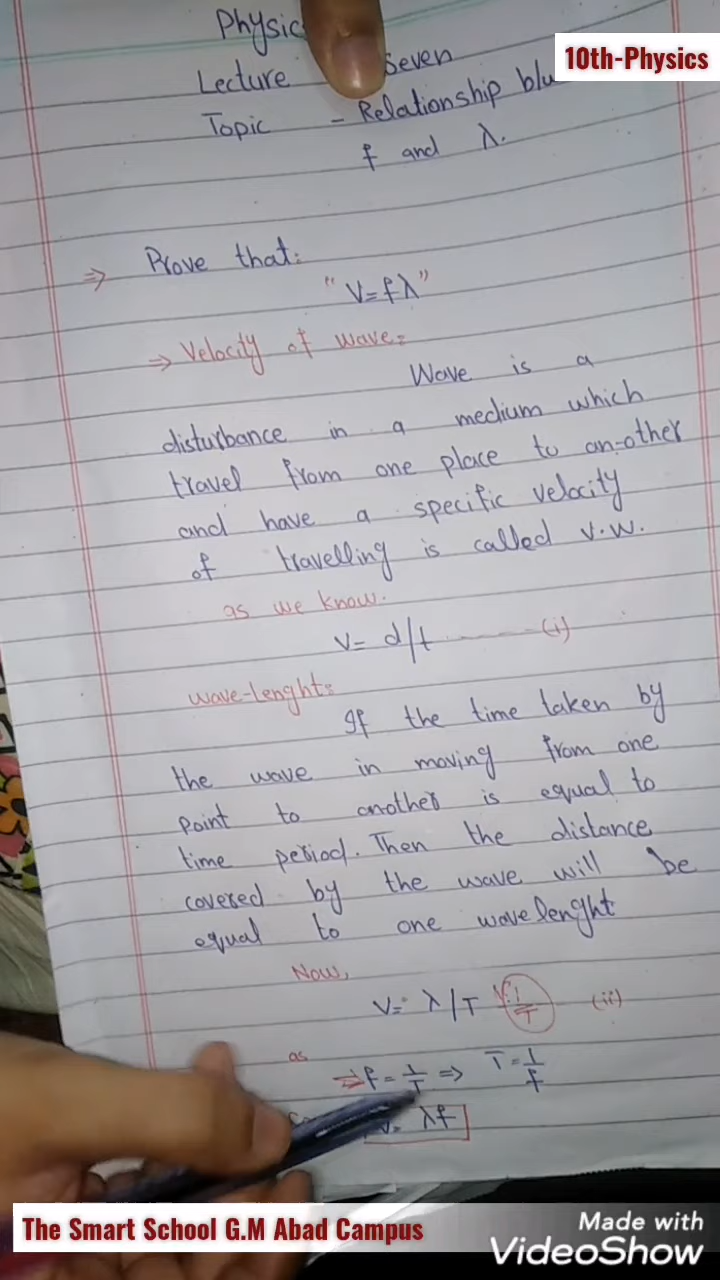 Physic
10th-Physics
Lecture Seven
Topic - Relationship b/w
f and λ.
⇒ Prove that:
"V=fλ"
⇒ Velocity of wave:
Wave is a
disturbance in a medium which
travel from one place to an-other
and have a specific velocity
of travelling is called v.w.
as we know.
V= d/t ------- (i)
wave-lenght:
If the time taken by
the wave in moving from one
point to another is equal to
time period. Then the distance
covered by the wave will be
equal to one wavelenght
Now,
V= λ/T (ii)
as
⇒ f = 1/T ⇒ T = 1/f
V= λf
The Smart School G.M Abad Campus
Made with
VideoShow